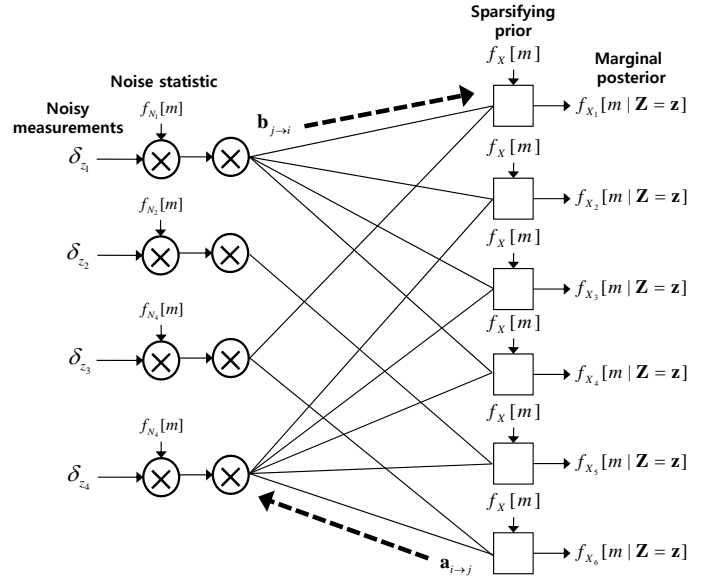 Sparsifying
prior
f_X[m]
Marginal
posterior
Noise statistic
Noisy
measurements
f_{N_1}[m]
b_{j→i}
f_{X_1}[m | Z = z]
δ_{z_1}
f_X[m]
f_{X_2}[m | Z = z]
f_{N_2}[m]
δ_{z_2}
f_X[m]
f_{X_3}[m | Z = z]
f_X[m]
f_{N_4}[m]
δ_{z_3}
f_{X_4}[m | Z = z]
f_X[m]
f_{N_4}[m]
δ_{z_4}
f_{X_5}[m | Z = z]
f_X[m]
a_{i→j}
f_{X_6}[m | Z = z]